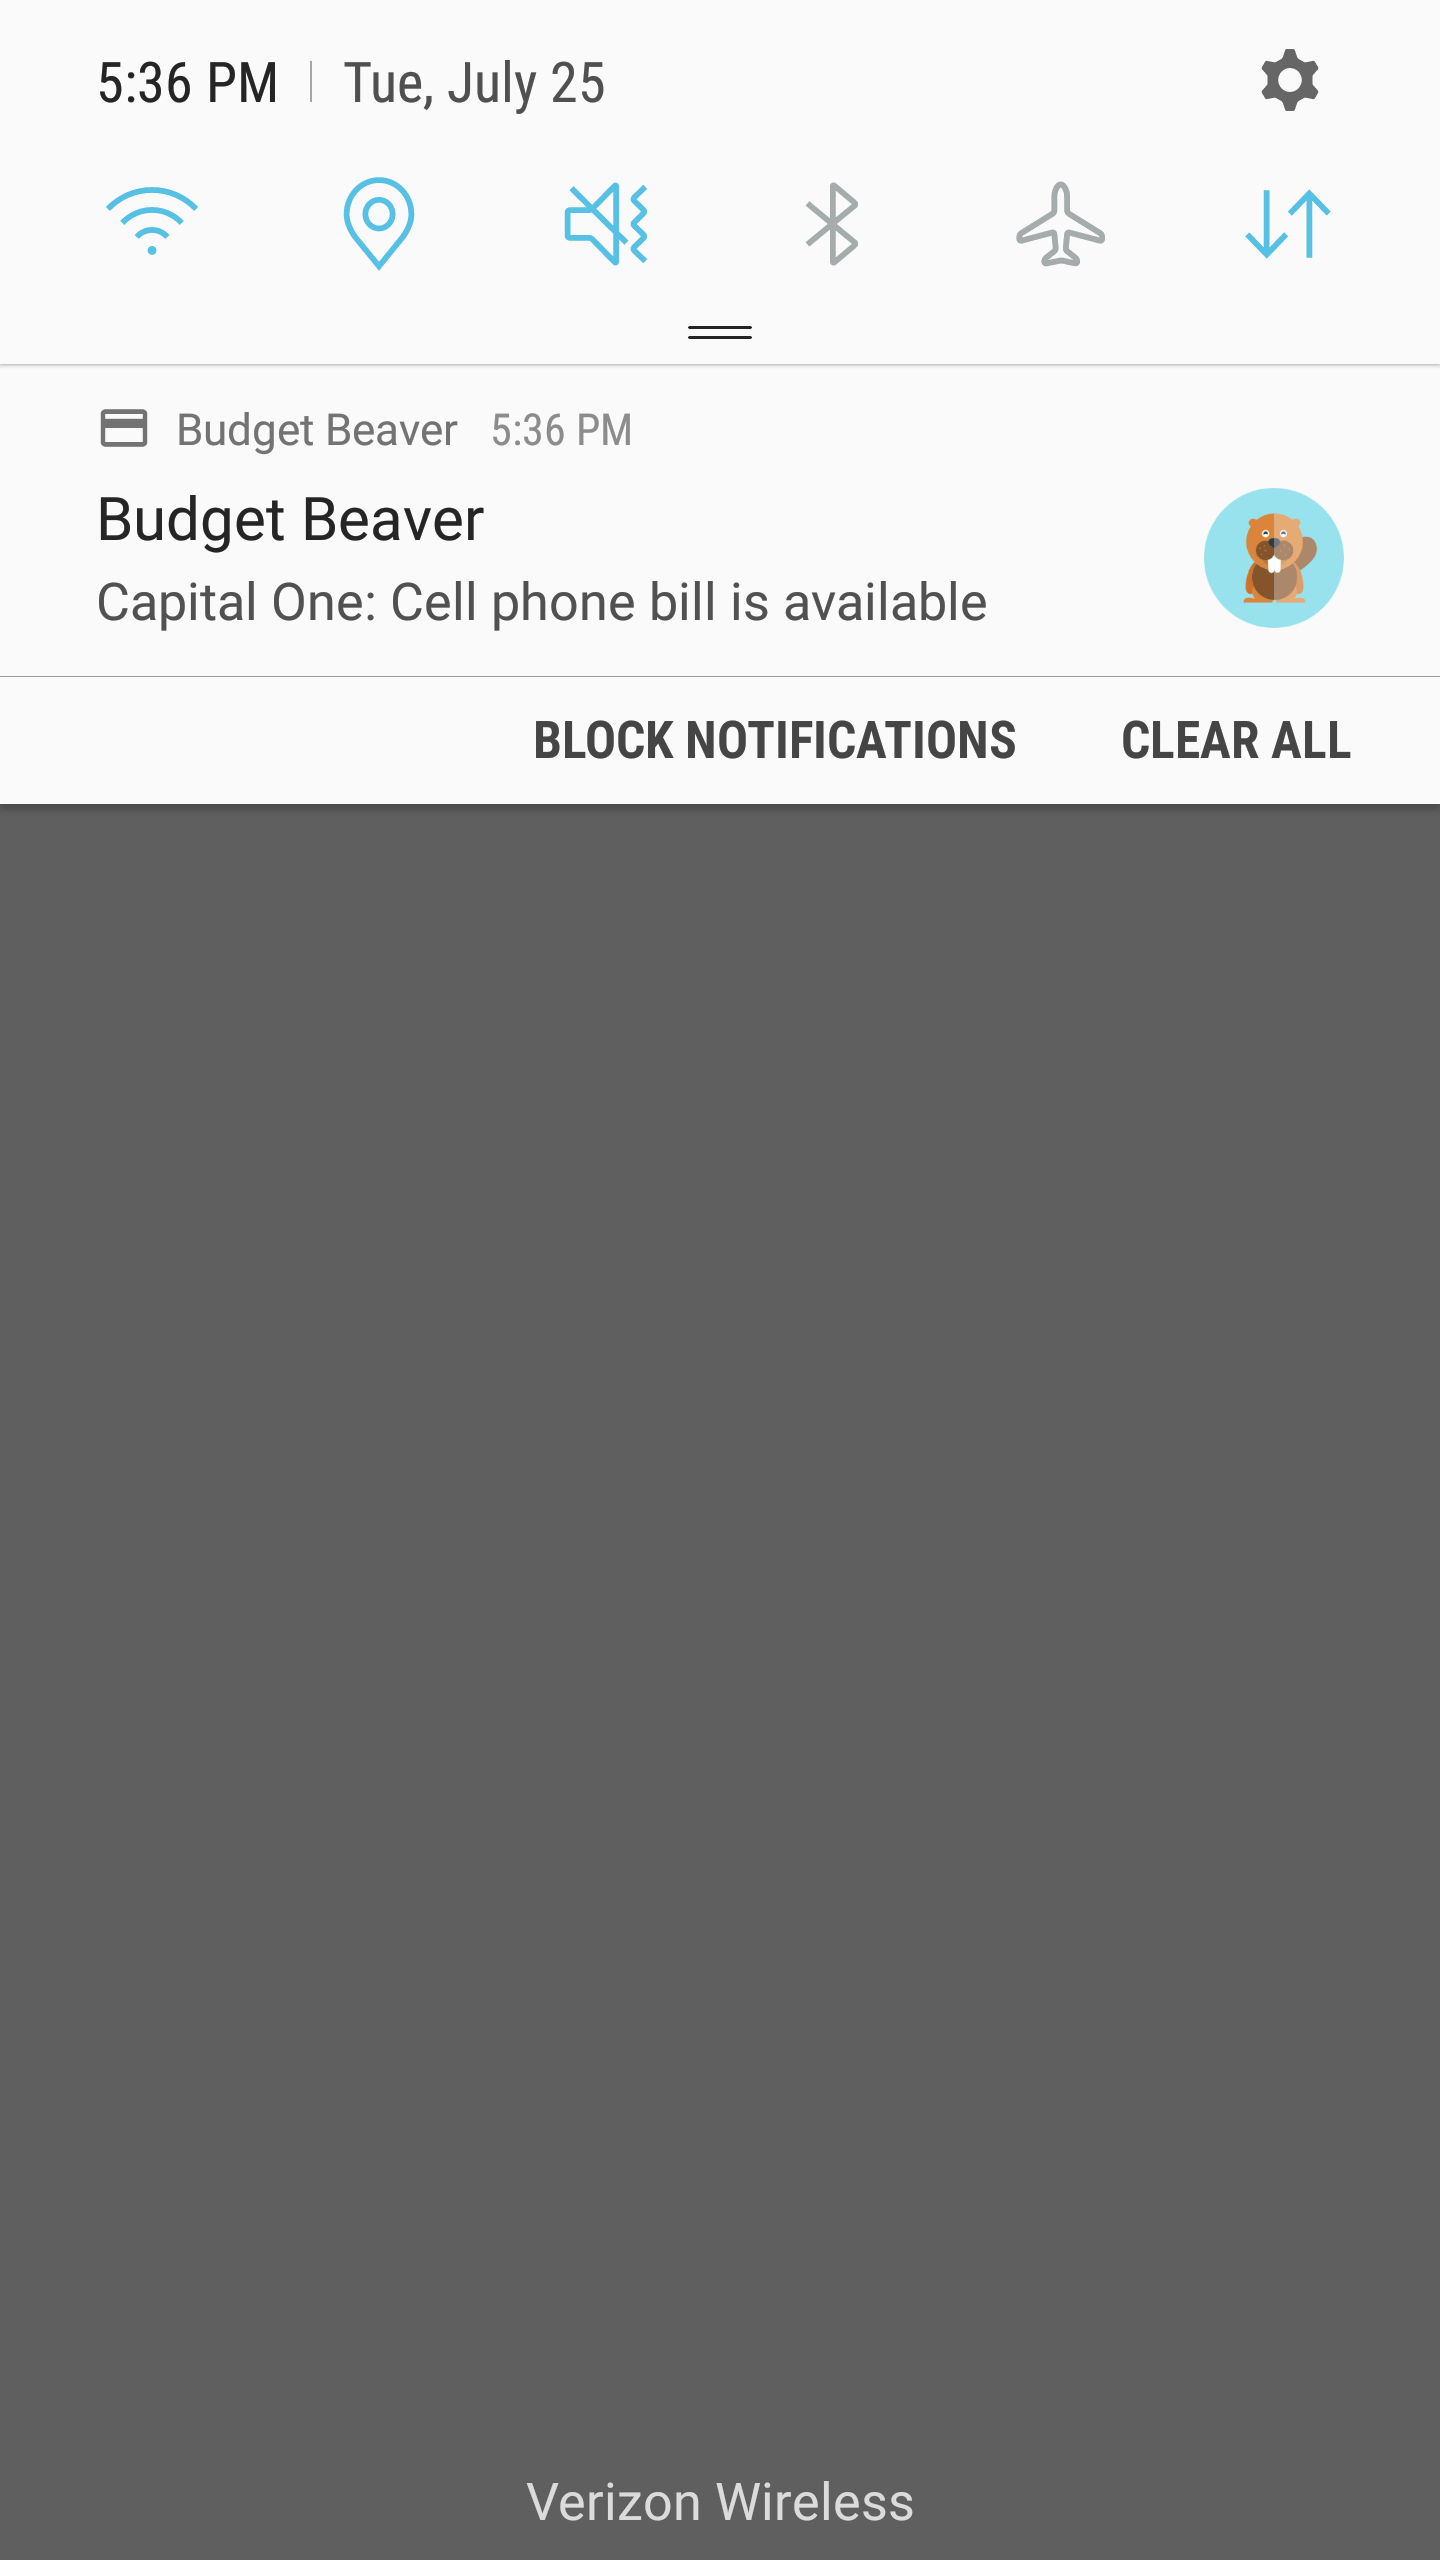 5:36 PM | Tue, July 25
Budget Beaver 5:36 PM
Budget Beaver
Capital One: Cell phone bill is available
BLOCK NOTIFICATIONS CLEAR ALL
Verizon Wireless